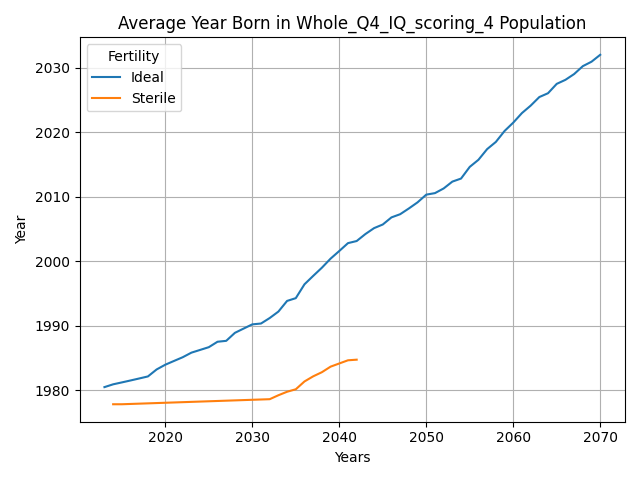 Average Year Born in Whole_Q4_IQ_scoring_4 Population
Fertility
Ideal
Sterile
2030
2020
2010
2000
1990
1980
Year
2020 2030 2040 2050 2060 2070
Years